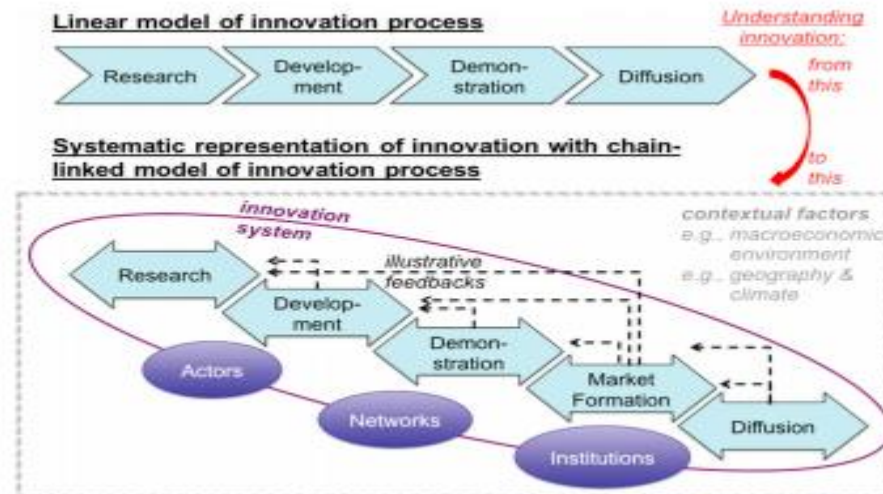 Linear model of innovation process
Understanding
innovation:
from
this
Research
Develop-
ment
Demon-
stration
Diffusion
to
this
Systematic representation of innovation with chain-
linked model of innovation process
innovation
system
contextual factors
e.g., macroeconomic
environment
e.g., geography &
climate
illustrative
feedbacks
Research
Develop-
ment
Demon-
stration
Market
Formation
Diffusion
Actors
Networks
Institutions